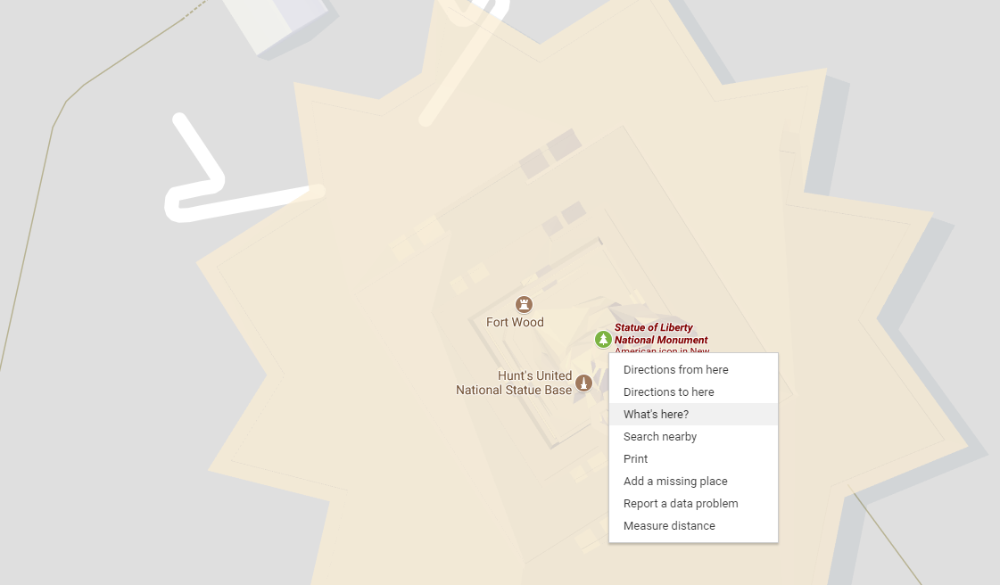 Fort Wood
Statue of Liberty
National Monument
American icon in New
Hunt's United
National Statue Base
Directions from here
Directions to here
What's here?
Search nearby
Print
Add a missing place
Report a data problem
Measure distance